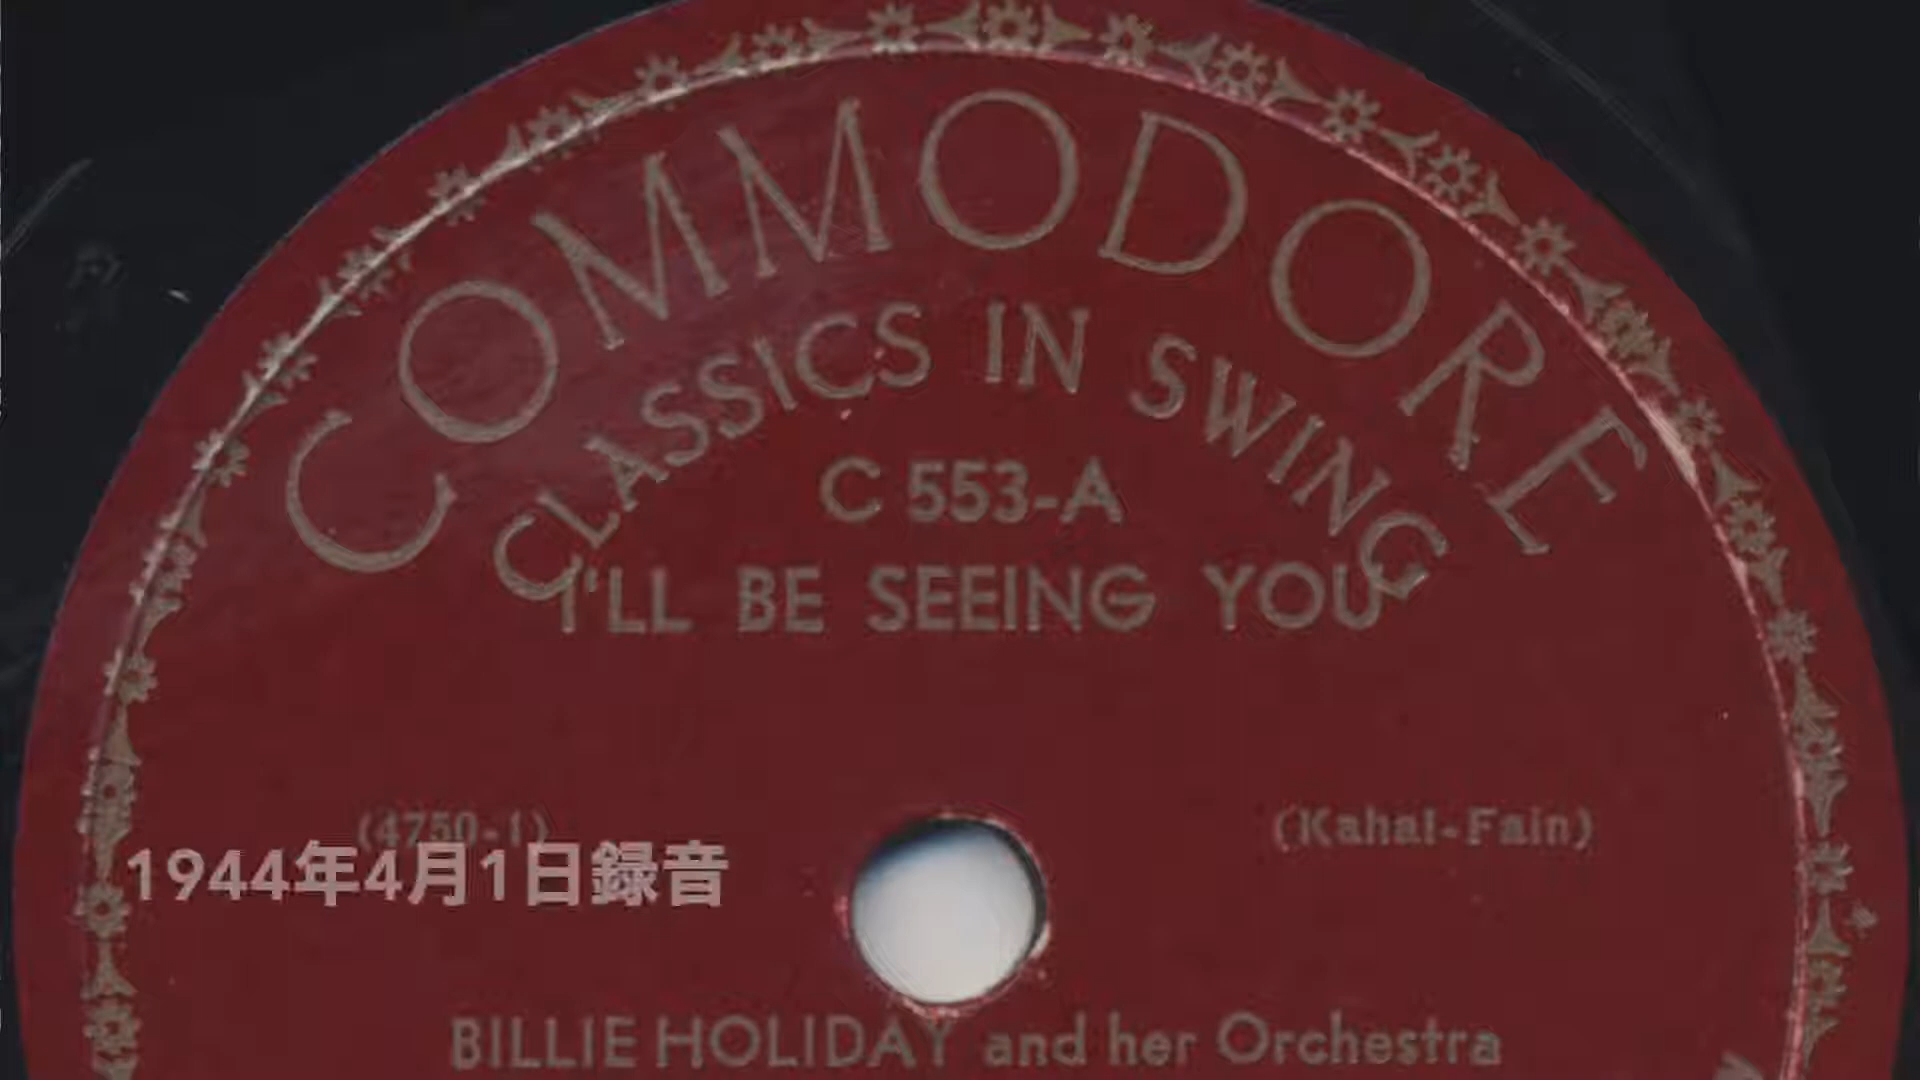 COMMODORE
CLASSICS IN SWING
C 553-A
I'LL BE SEEING YOU
(4750-1)
(Kahal-Fain)
1944年4月1日録音
BILLIE HOLIDAY and her Orchestra